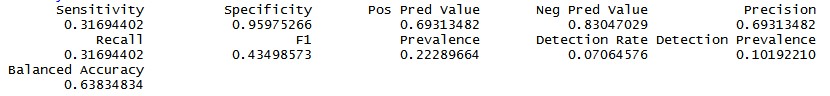 Sensitivity Specificity Pos Pred Value Neg Pred Value Precision
0.31694402 0.95975266 0.69313482 0.83047029 0.69313482
Recall F1 Prevalence Detection Rate Detection Prevalence
0.31694402 0.43498573 0.22289664 0.07064576 0.10192210
Balanced Accuracy
0.63834834